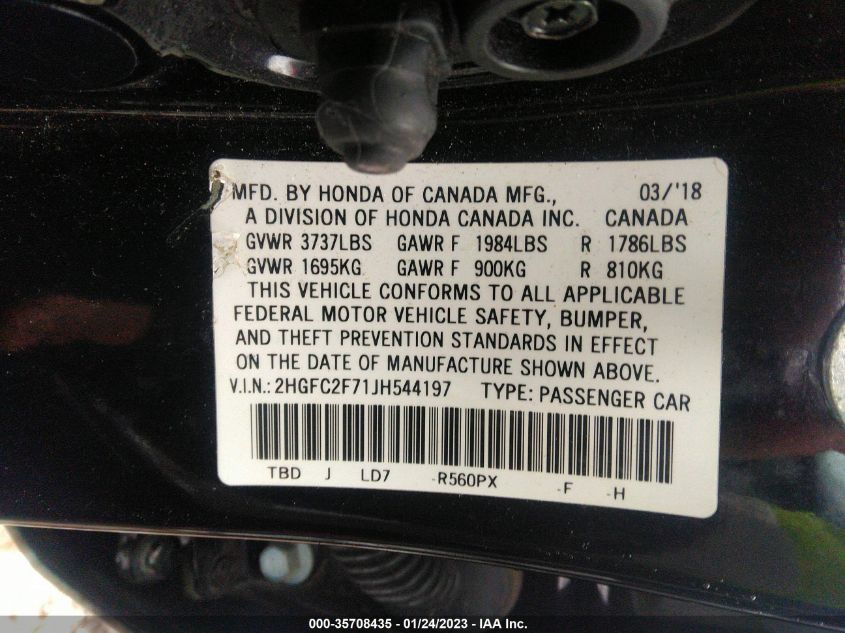 MFD. BY HONDA OF CANADA MFG., 03/'18
A DIVISION OF HONDA CANADA INC. CANADA
GVWR 3737LBS GAWR F 1984LBS R 1786LBS
GVWR 1695KG GAWR F 900KG R 810KG
THIS VEHICLE CONFORMS TO ALL APPLICABLE
FEDERAL MOTOR VEHICLE SAFETY, BUMPER,
AND THEFT PREVENTION STANDARDS IN EFFECT
ON THE DATE OF MANUFACTURE SHOWN ABOVE.
V.I.N.: 2HGFC2F71JH544197 TYPE: PASSENGER CAR
TBD J LD7 -R560PX -F -H
000-35708435 - 01/24/2023 - IAA Inc.